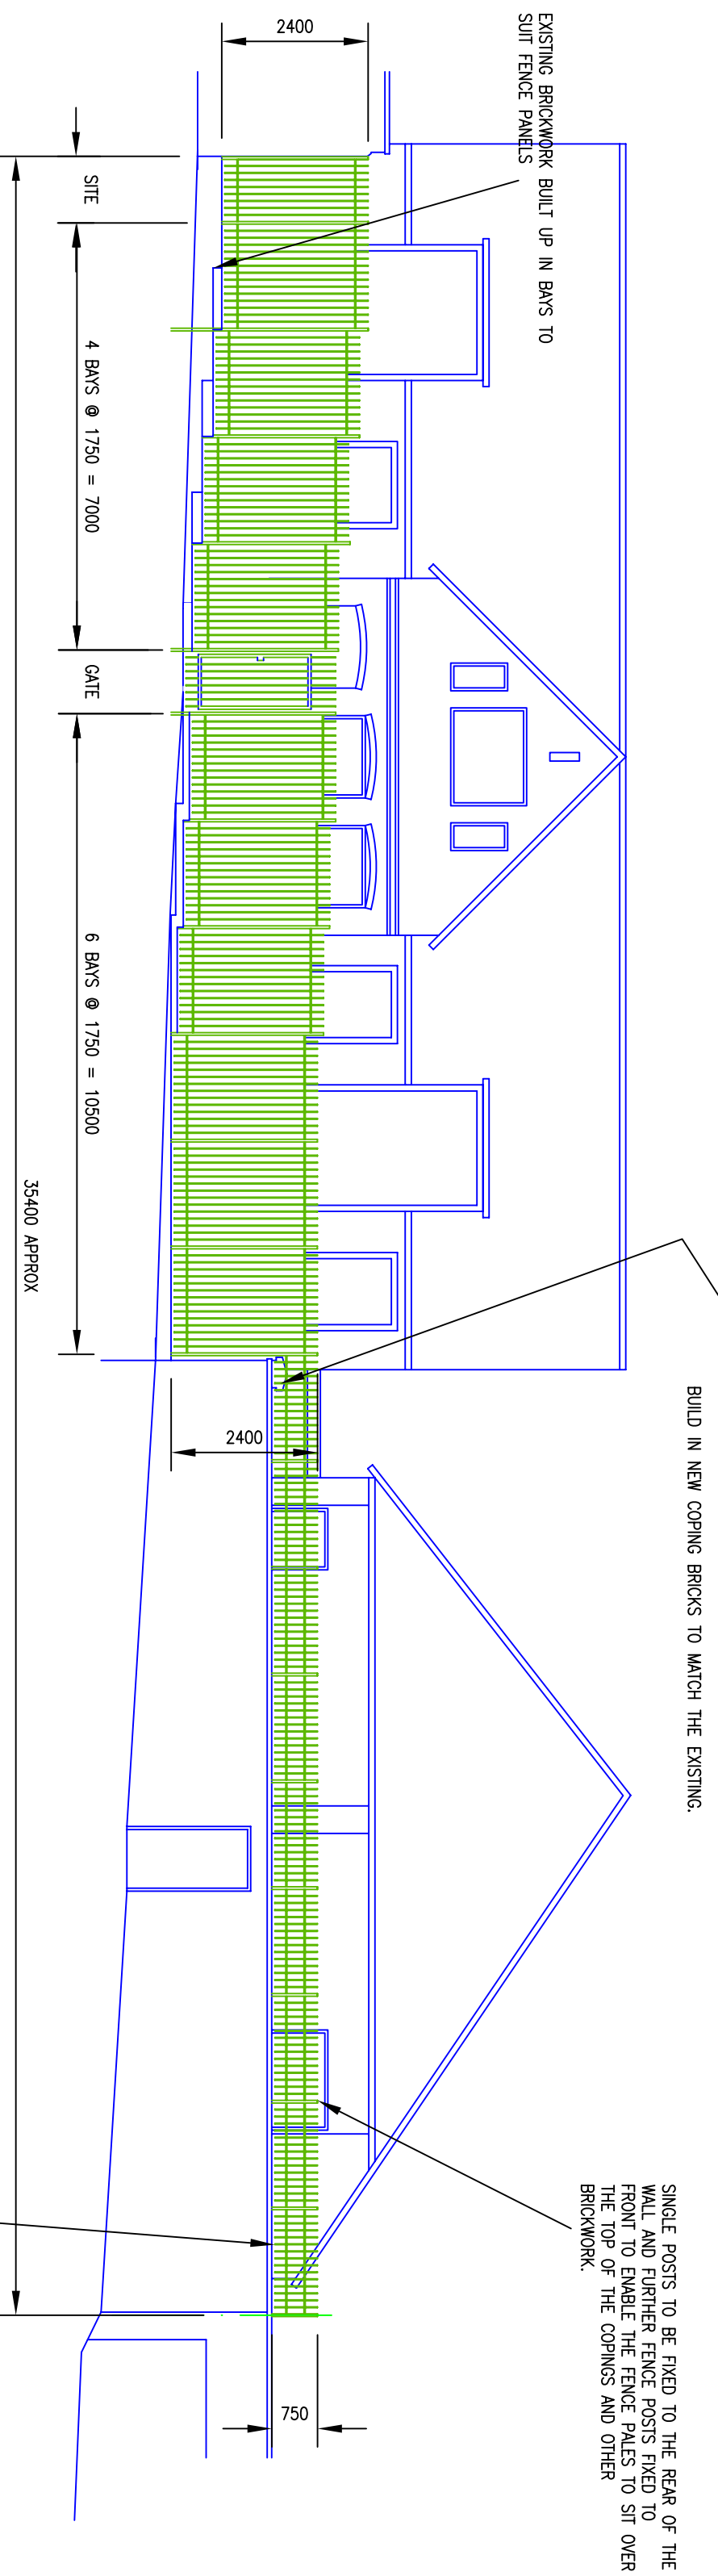 EXISTING BRICKWORK BUILT UP IN BAYS TO
SUIT FENCE PANELS
BUILD IN NEW COPING BRICKS TO MATCH THE EXISTING.
SINGLE POSTS TO BE FIXED TO THE REAR OF THE
WALL AND FURTHER FENCE POSTS FIXED TO
FRONT TO ENABLE THE FENCE PALES TO SIT OVER
THE TOP OF THE COPINGS AND OTHER
BRICKWORK.
2400
2400
750
SITE
4 BAYS @ 1750 = 7000
GATE
6 BAYS @ 1750 = 10500
35400 APPROX